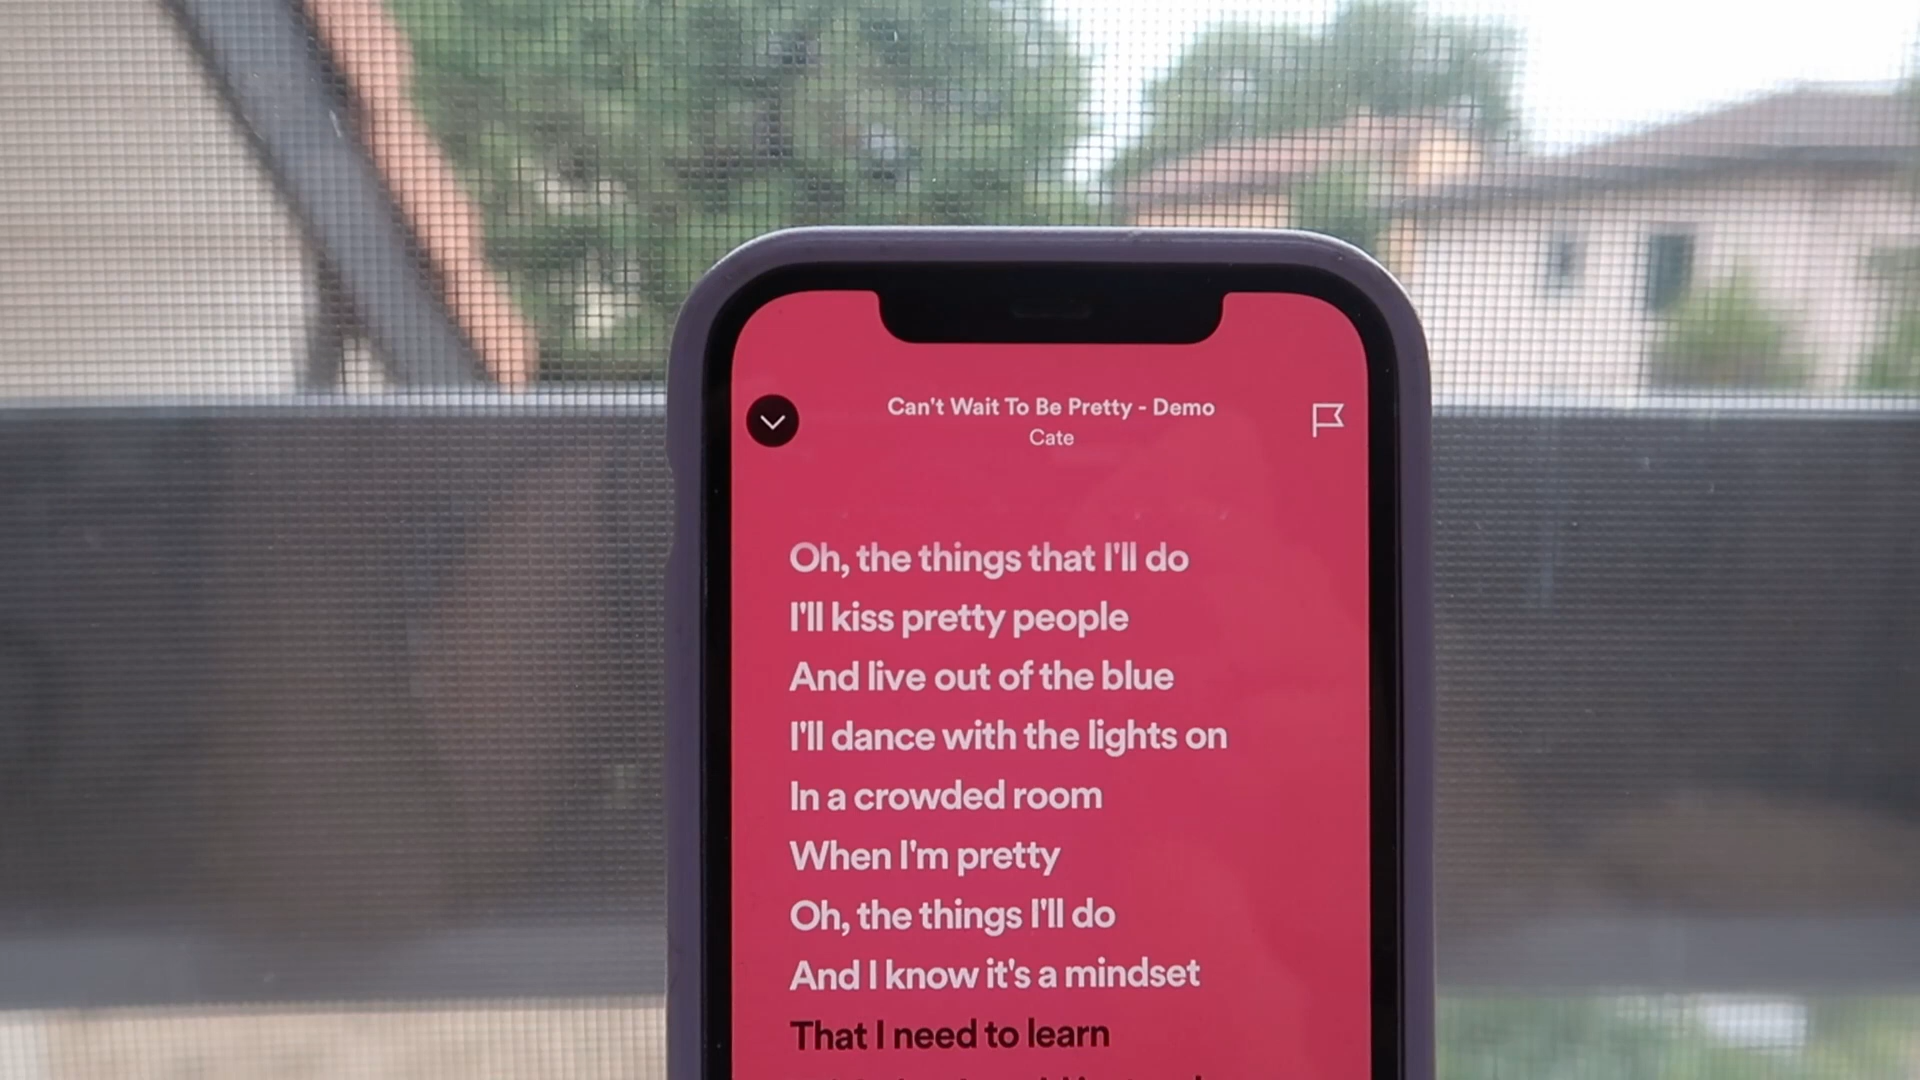 Can't Wait To Be Pretty - Demo
Cate
Oh, the things that I'll do
I'll kiss pretty people
And live out of the blue
I'll dance with the lights on
In a crowded room
When I'm pretty
Oh, the things I'll do
And I know it's a mindset
That I need to learn